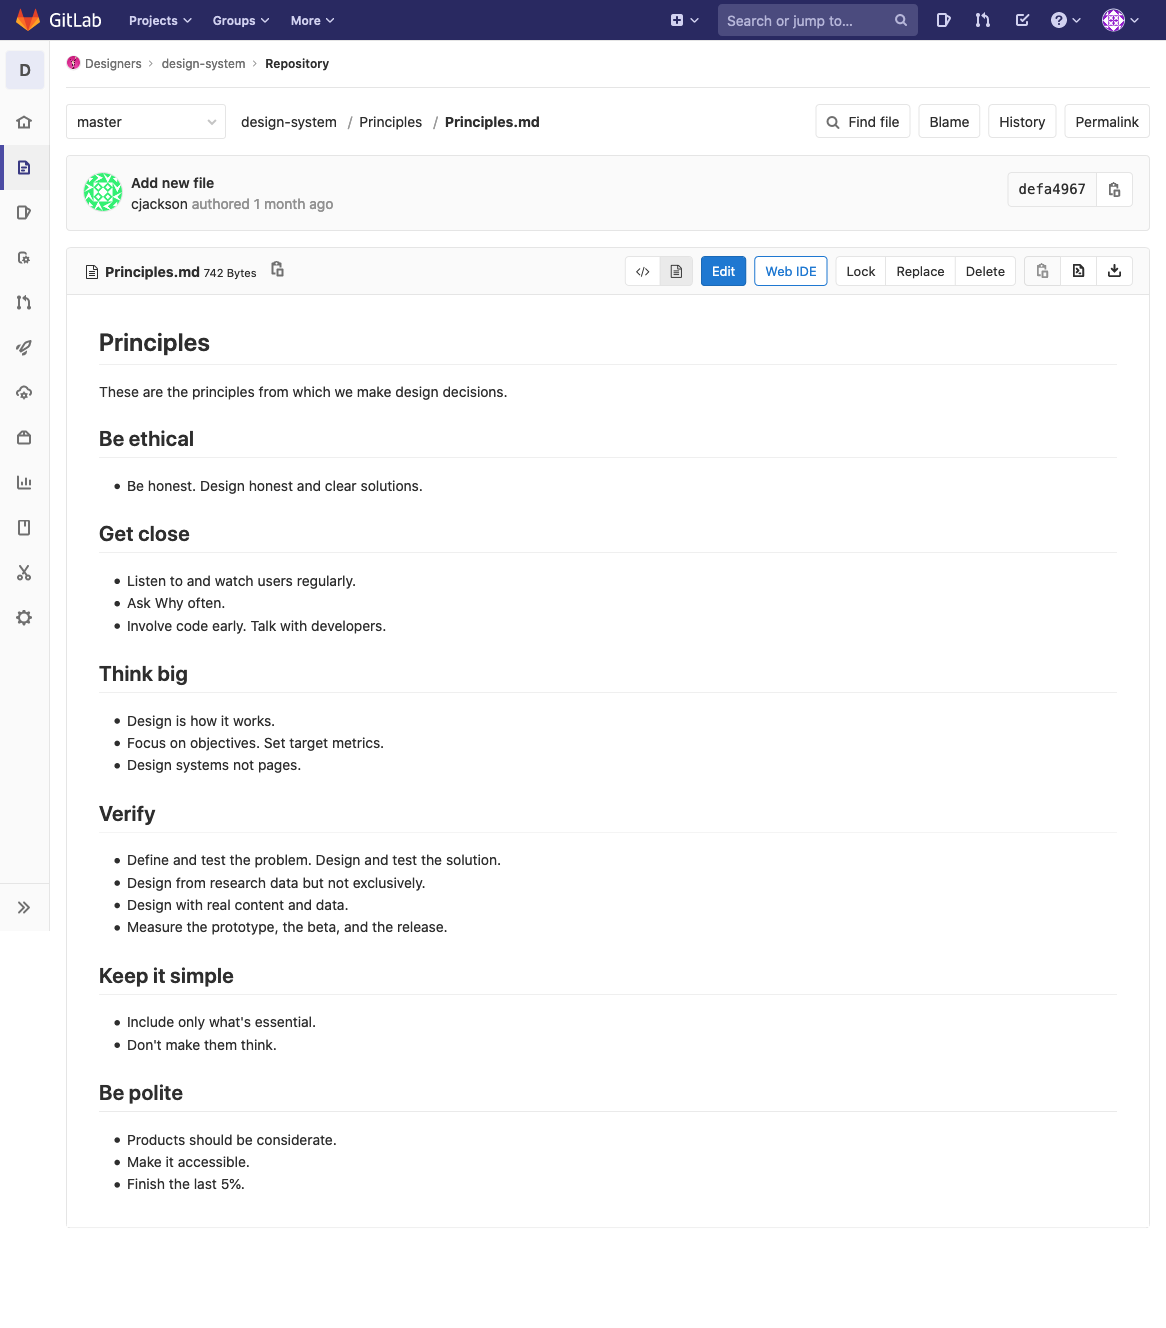 GitLab Projects Groups More Search or jump to...
D
Designers › design-system › Repository
master design-system / Principles / Principles.md Find file Blame History Permalink
Add new file
cjackson authored 1 month ago
defa4967
Principles.md 742 Bytes </> Edit Web IDE Lock Replace Delete
Principles
These are the principles from which we make design decisions.
Be ethical
• Be honest. Design honest and clear solutions.
Get close
• Listen to and watch users regularly.
• Ask Why often.
• Involve code early. Talk with developers.
Think big
• Design is how it works.
• Focus on objectives. Set target metrics.
• Design systems not pages.
Verify
• Define and test the problem. Design and test the solution.
• Design from research data but not exclusively.
• Design with real content and data.
• Measure the prototype, the beta, and the release.
Keep it simple
• Include only what's essential.
• Don't make them think.
Be polite
• Products should be considerate.
• Make it accessible.
• Finish the last 5%.